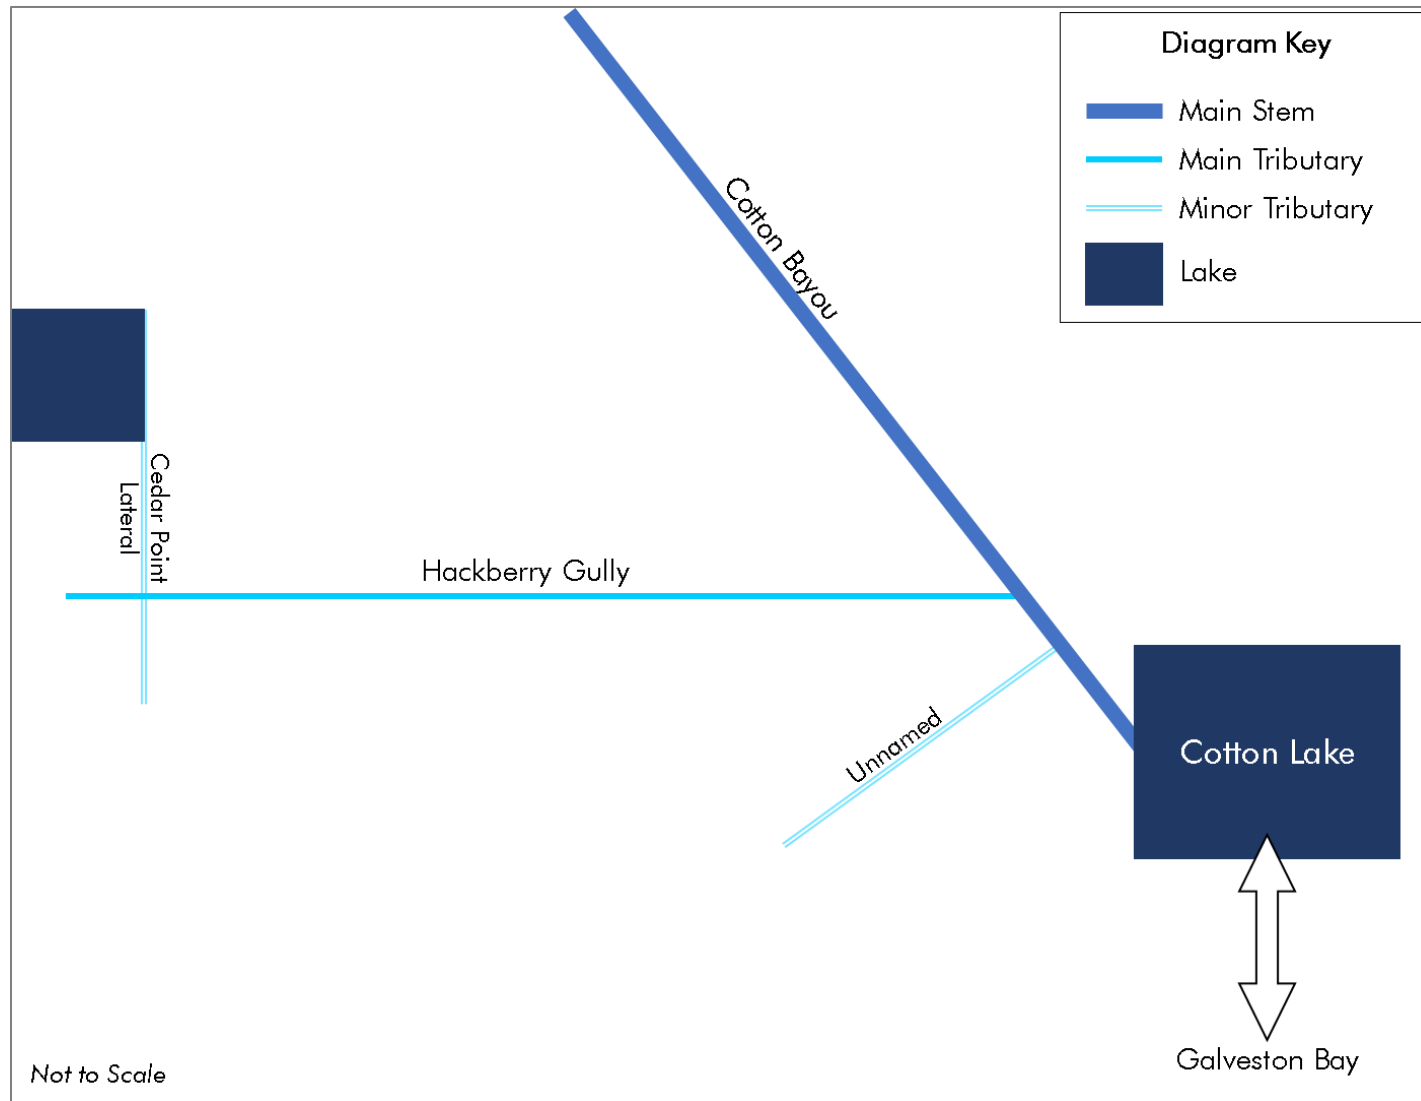 Diagram Key
Main Stem
Main Tributary
Minor Tributary
Lake
Cotton Bayou
Cedar Point
Lateral
Hackberry Gully
Unnamed
Cotton Lake
Galveston Bay
Not to Scale